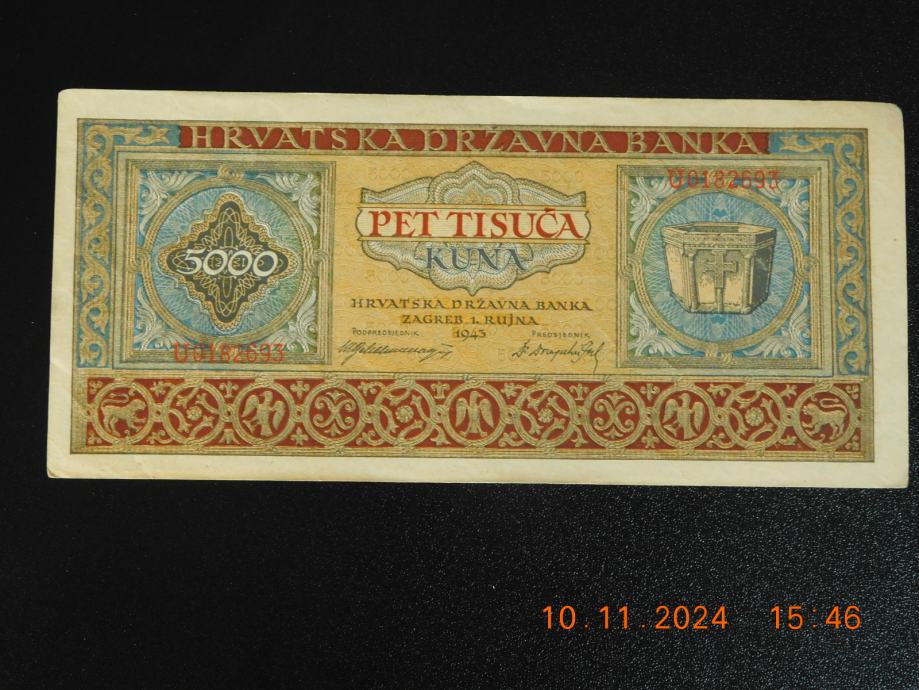 HRVATSKA DRŽAVNA BANKA
U0182693
PET TISUČA
5000
KUNA
HRVATSKA DRŽAVNA BANKA
ZAGREB, 1. RUJNA
1943
PODPREDSJEDNIK
PREDSJEDNIK
U0182693
10.11.2024 15:46